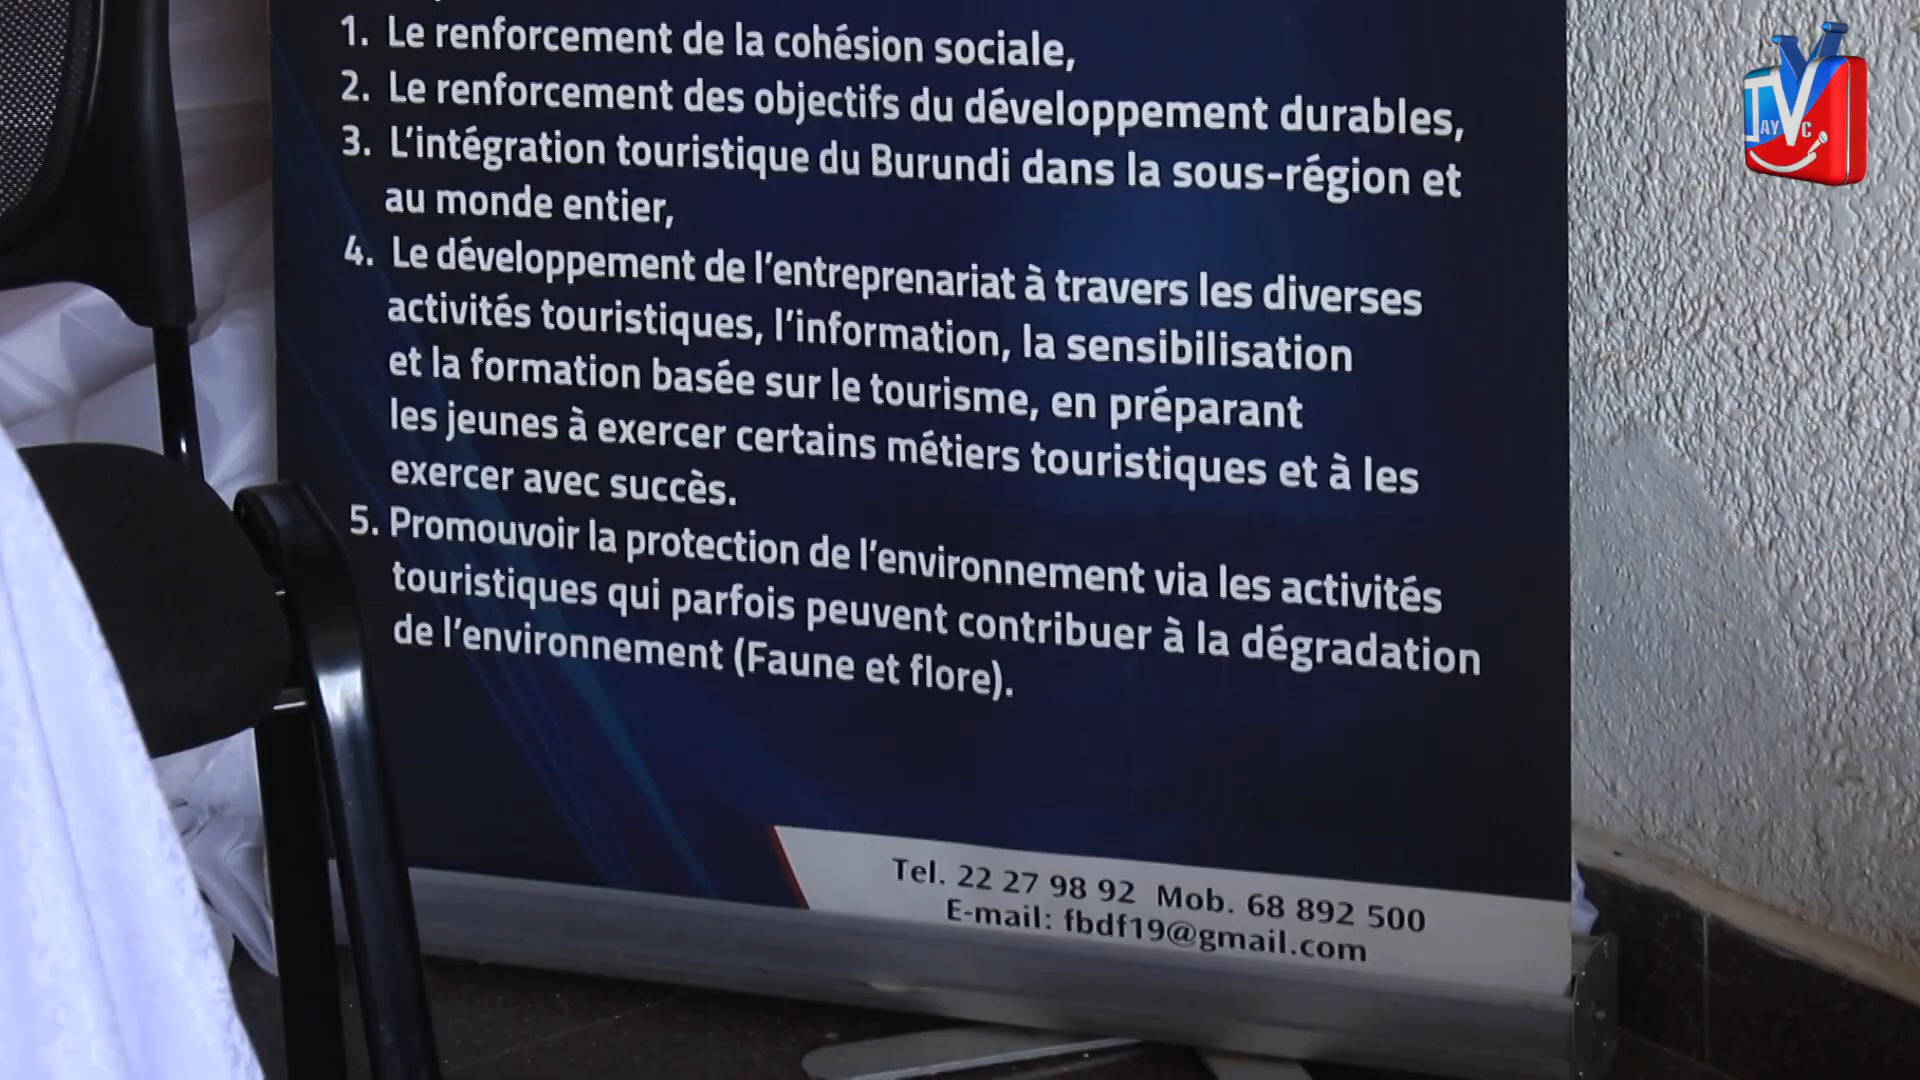 1. Le renforcement de la cohésion sociale,
2. Le renforcement des objectifs du développement durables,
3. L'intégration touristique du Burundi dans la sous-région et
au monde entier,
4. Le développement de l'entreprenariat à travers les diverses
activités touristiques, l'information, la sensibilisation
et la formation basée sur le tourisme, en préparant
les jeunes à exercer certains métiers touristiques et à les
exercer avec succès.
5. Promouvoir la protection de l'environnement via les activités
touristiques qui parfois peuvent contribuer à la dégradation
de l'environnement (Faune et flore).
Tel. 22 27 98 92 Mob. 68 892 500
E-mail: fbdf19@gmail.com